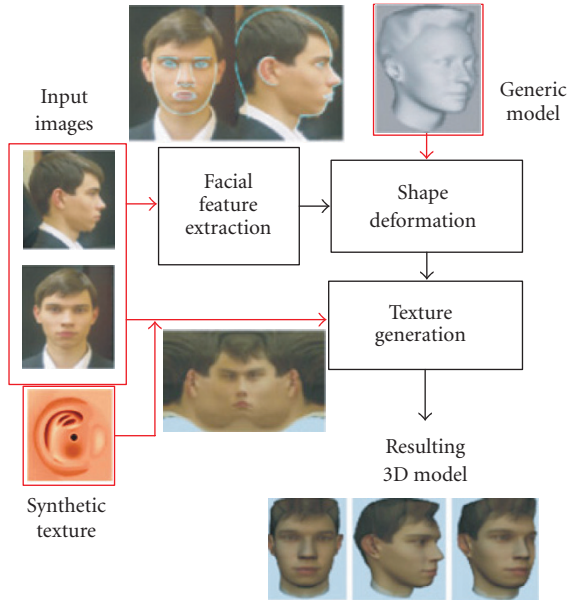 Input
images
Generic
model
Facial
feature
extraction
Shape
deformation
Texture
generation
Synthetic
texture
Resulting
3D model